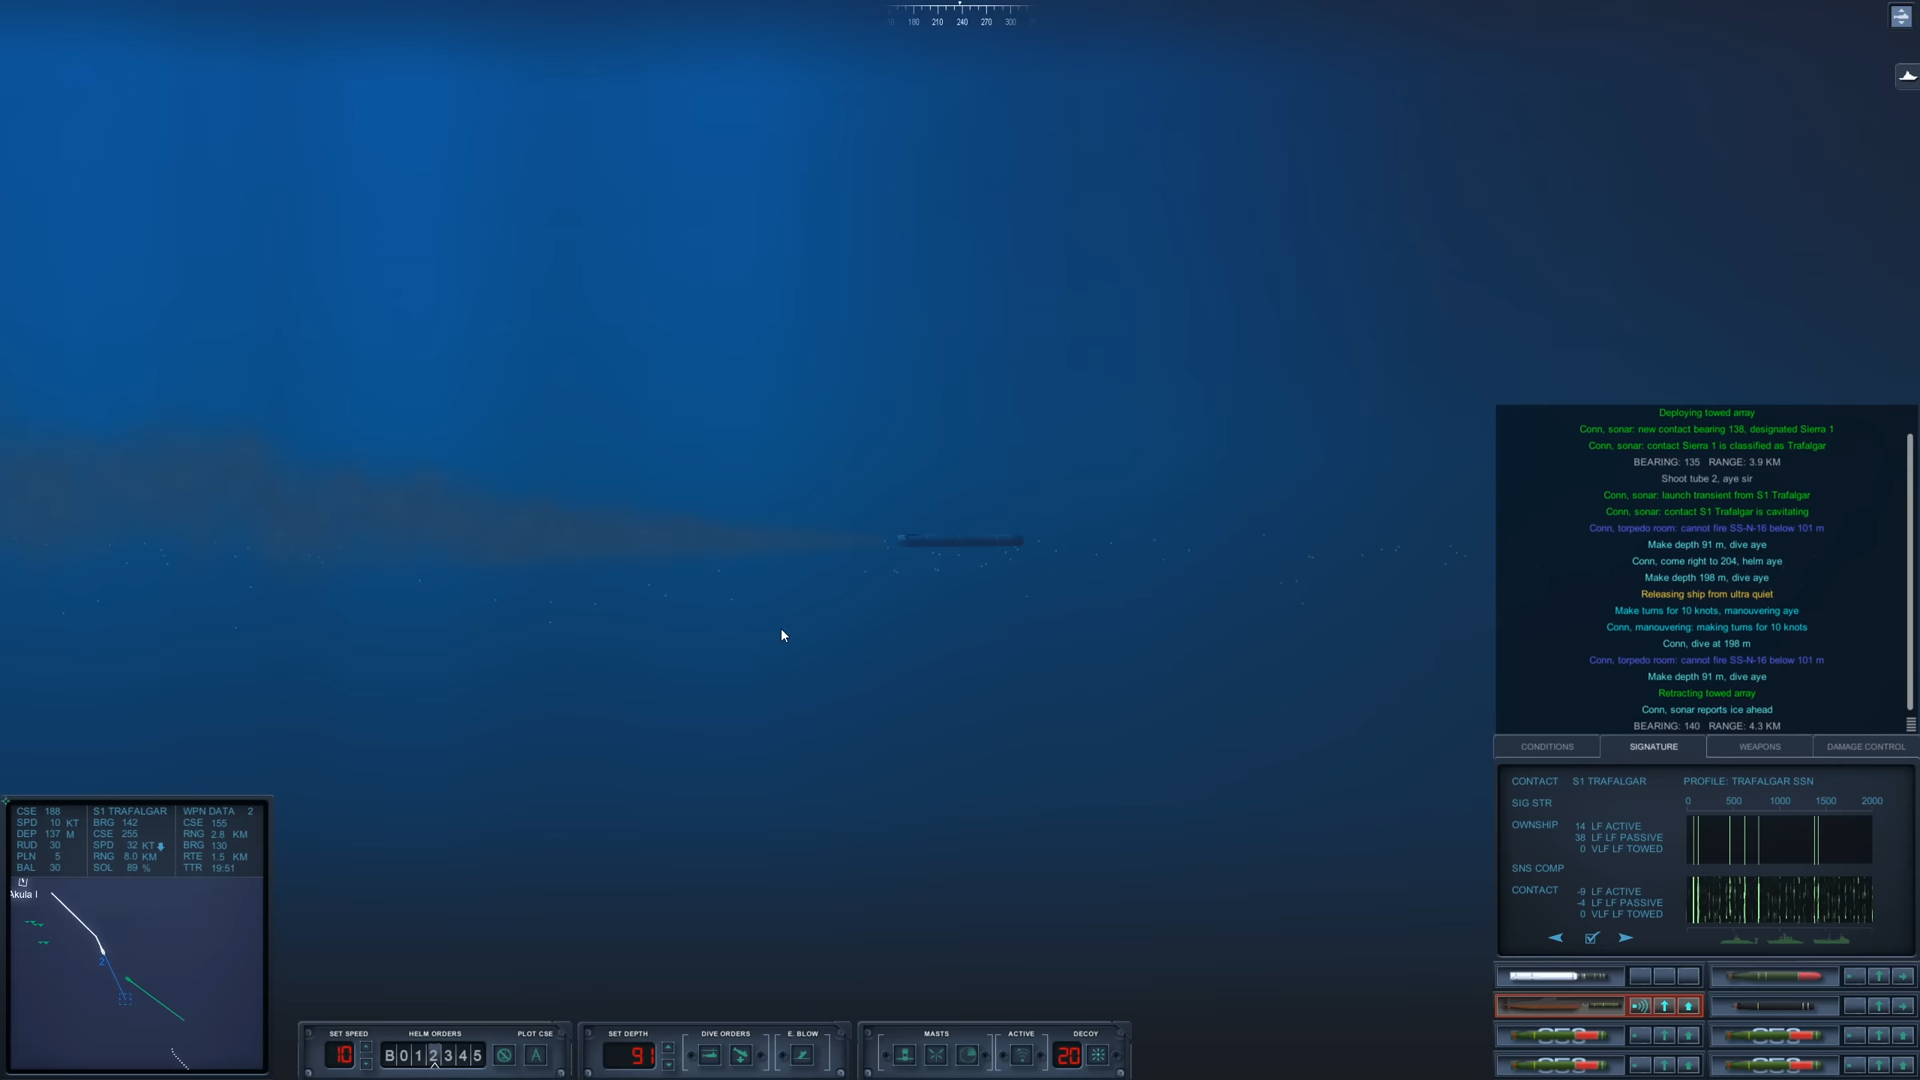 180 210 240 270 300
Deploying towed array
Conn, sonar: new contact bearing 138, designated Sierra 1
Conn, sonar: contact Sierra 1 is classified as Trafalgar
BEARING: 135 RANGE: 3.9 KM
Shoot tube 2, aye sir
Conn, sonar: launch transient from S1 Trafalgar
Conn, sonar: contact S1 Trafalgar is cavitating
Conn, torpedo room: cannot fire SS-N-16 below 101 m
Make depth 91 m, dive aye
Conn, come right to 204, helm aye
Make depth 198 m, dive aye
Releasing ship from ultra quiet
Make turns for 10 knots, manouvering aye
Conn, manouvering: making turns for 10 knots
Conn, dive at 198 m
Conn, torpedo room: cannot fire SS-N-16 below 101 m
Make depth 91 m, dive aye
Retracting towed array
Conn, sonar reports ice ahead
BEARING: 140 RANGE: 4.3 KM
CONDITIONS SIGNATURE WEAPONS DAMAGE CONTROL
CONTACT S1 TRAFALGAR PROFILE: TRAFALGAR SSN
SIG STR 0 500 1000 1500 2000
OWNSHIP 14 LF ACTIVE
38 LF LF PASSIVE
0 VLF LF TOWED
SNS COMP
CONTACT -9 LF ACTIVE
-4 LF LF PASSIVE
0 VLF LF TOWED
CSE 188 S1 TRAFALGAR WPN DATA 2
SPD 10 KT BRG 142 CSE 155
DEP 137 M CSE 255 RNG 2.8 KM
RUD 30 SPD 32 KT BRG 130
PLN 5 RNG 8.0 KM RTE 1.5 KM
BAL 30 SOL 89 % TTR 19:51
Akula I
2
SET SPEED HELM ORDERS PLOT CSE SET DEPTH DIVE ORDERS E. BLOW MASTS ACTIVE DECOY
10 B 0 1 2 3 4 5 91 20